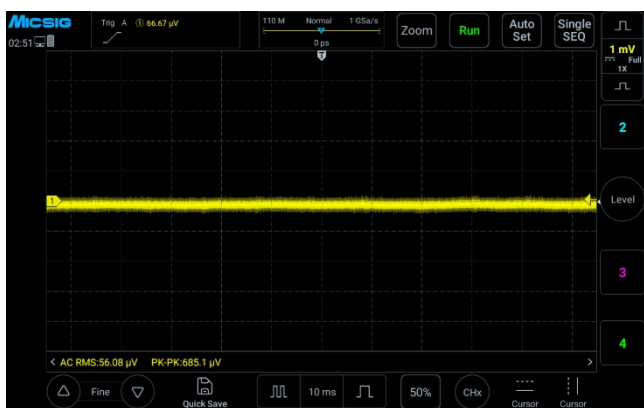 Micsig
02:51
Trig A ① 66.67 μV
110 M Normal 1 GSa/s
0 ps
T
Zoom
Run
Auto
Set
Single
SEQ
1 mV
Full
1X
2
Level
3
4
1
AC RMS:56.08 μV PK-PK:685.1 μV
Fine
Quick Save
10 ms
50%
CHx
Cursor
Cursor